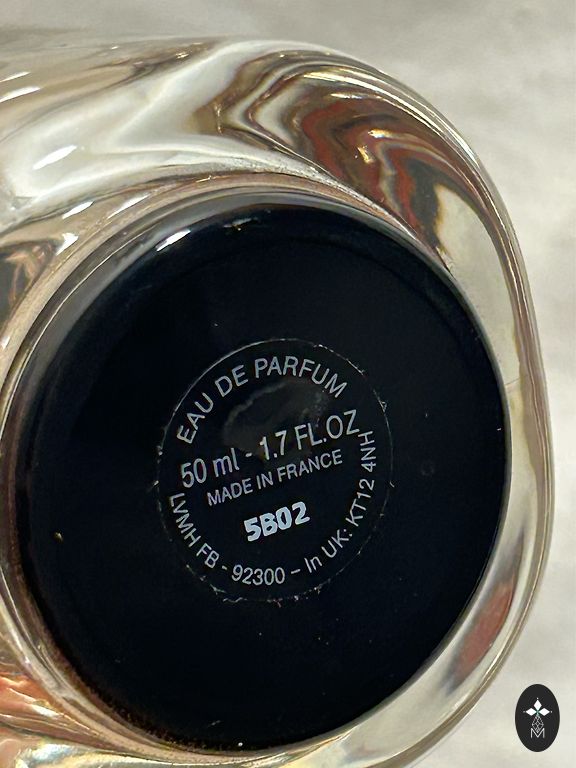 EAU DE PARFUM
50 ml - 1.7 FL.OZ
MADE IN FRANCE
5B02
LVMH FB - 92300 – In UK: KT12 4NH
M